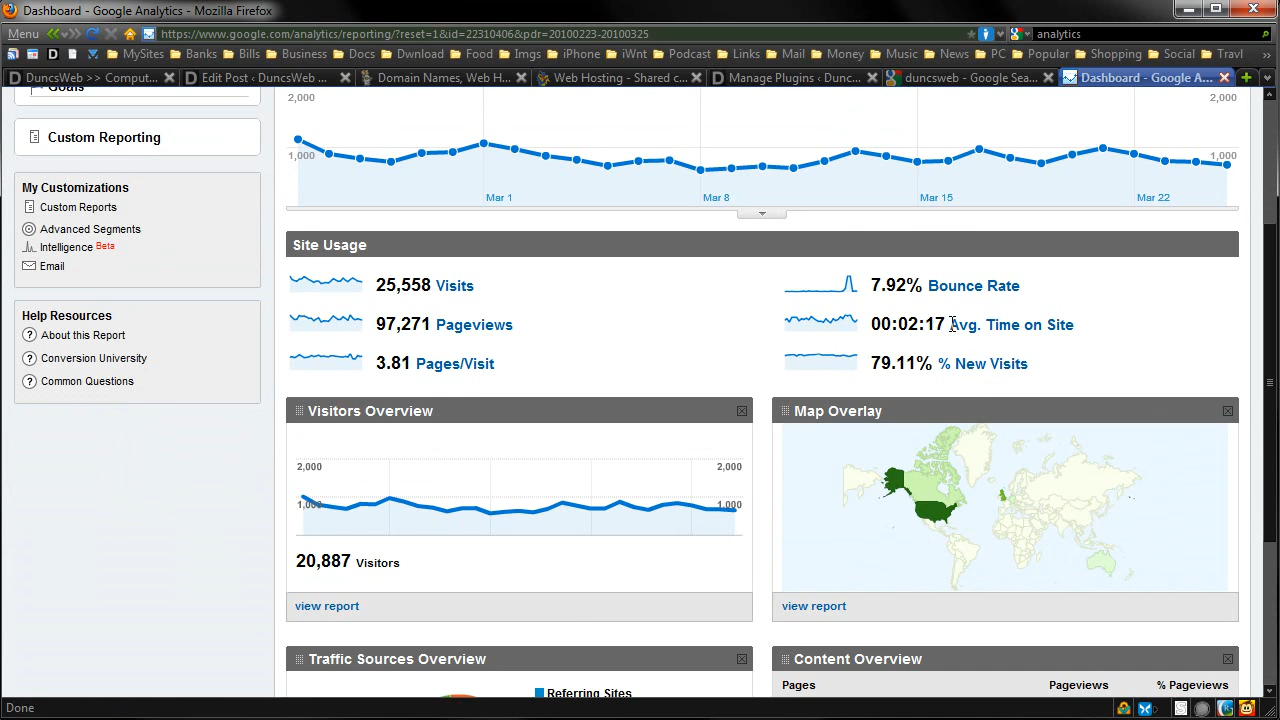 Dashboard - Google Analytics - Mozilla Firefox
Menu https://www.google.com/analytics/reporting/?reset=1&id=22310406&pdr=20100223-20100325 analytics
MySites Banks Bills Business Docs Dwnload Food Imgs iPhone iWnt Podcast Links Mail Money Music News PC Popular Shopping Social Travl
DuncsWeb >> Comput... Edit Post ‹ DuncsWeb ... Domain Names, Web H... Web Hosting - Shared c... Manage Plugins ‹ Dunc... duncsweb - Google Sea... Dashboard - Google A...
Goals
Custom Reporting
My Customizations
Custom Reports
Advanced Segments
Intelligence Beta
Email
Help Resources
About this Report
Conversion University
Common Questions
2,000 2,000
1,000 1,000
Mar 1 Mar 8 Mar 15 Mar 22
Site Usage
25,558 Visits
97,271 Pageviews
3.81 Pages/Visit
7.92% Bounce Rate
00:02:17 Avg. Time on Site
79.11% % New Visits
Visitors Overview
2,000 2,000
1,000 1,000
20,887 Visitors
view report
Map Overlay
view report
Traffic Sources Overview
Referring Sites
Content Overview
Pages Pageviews % Pageviews
Done